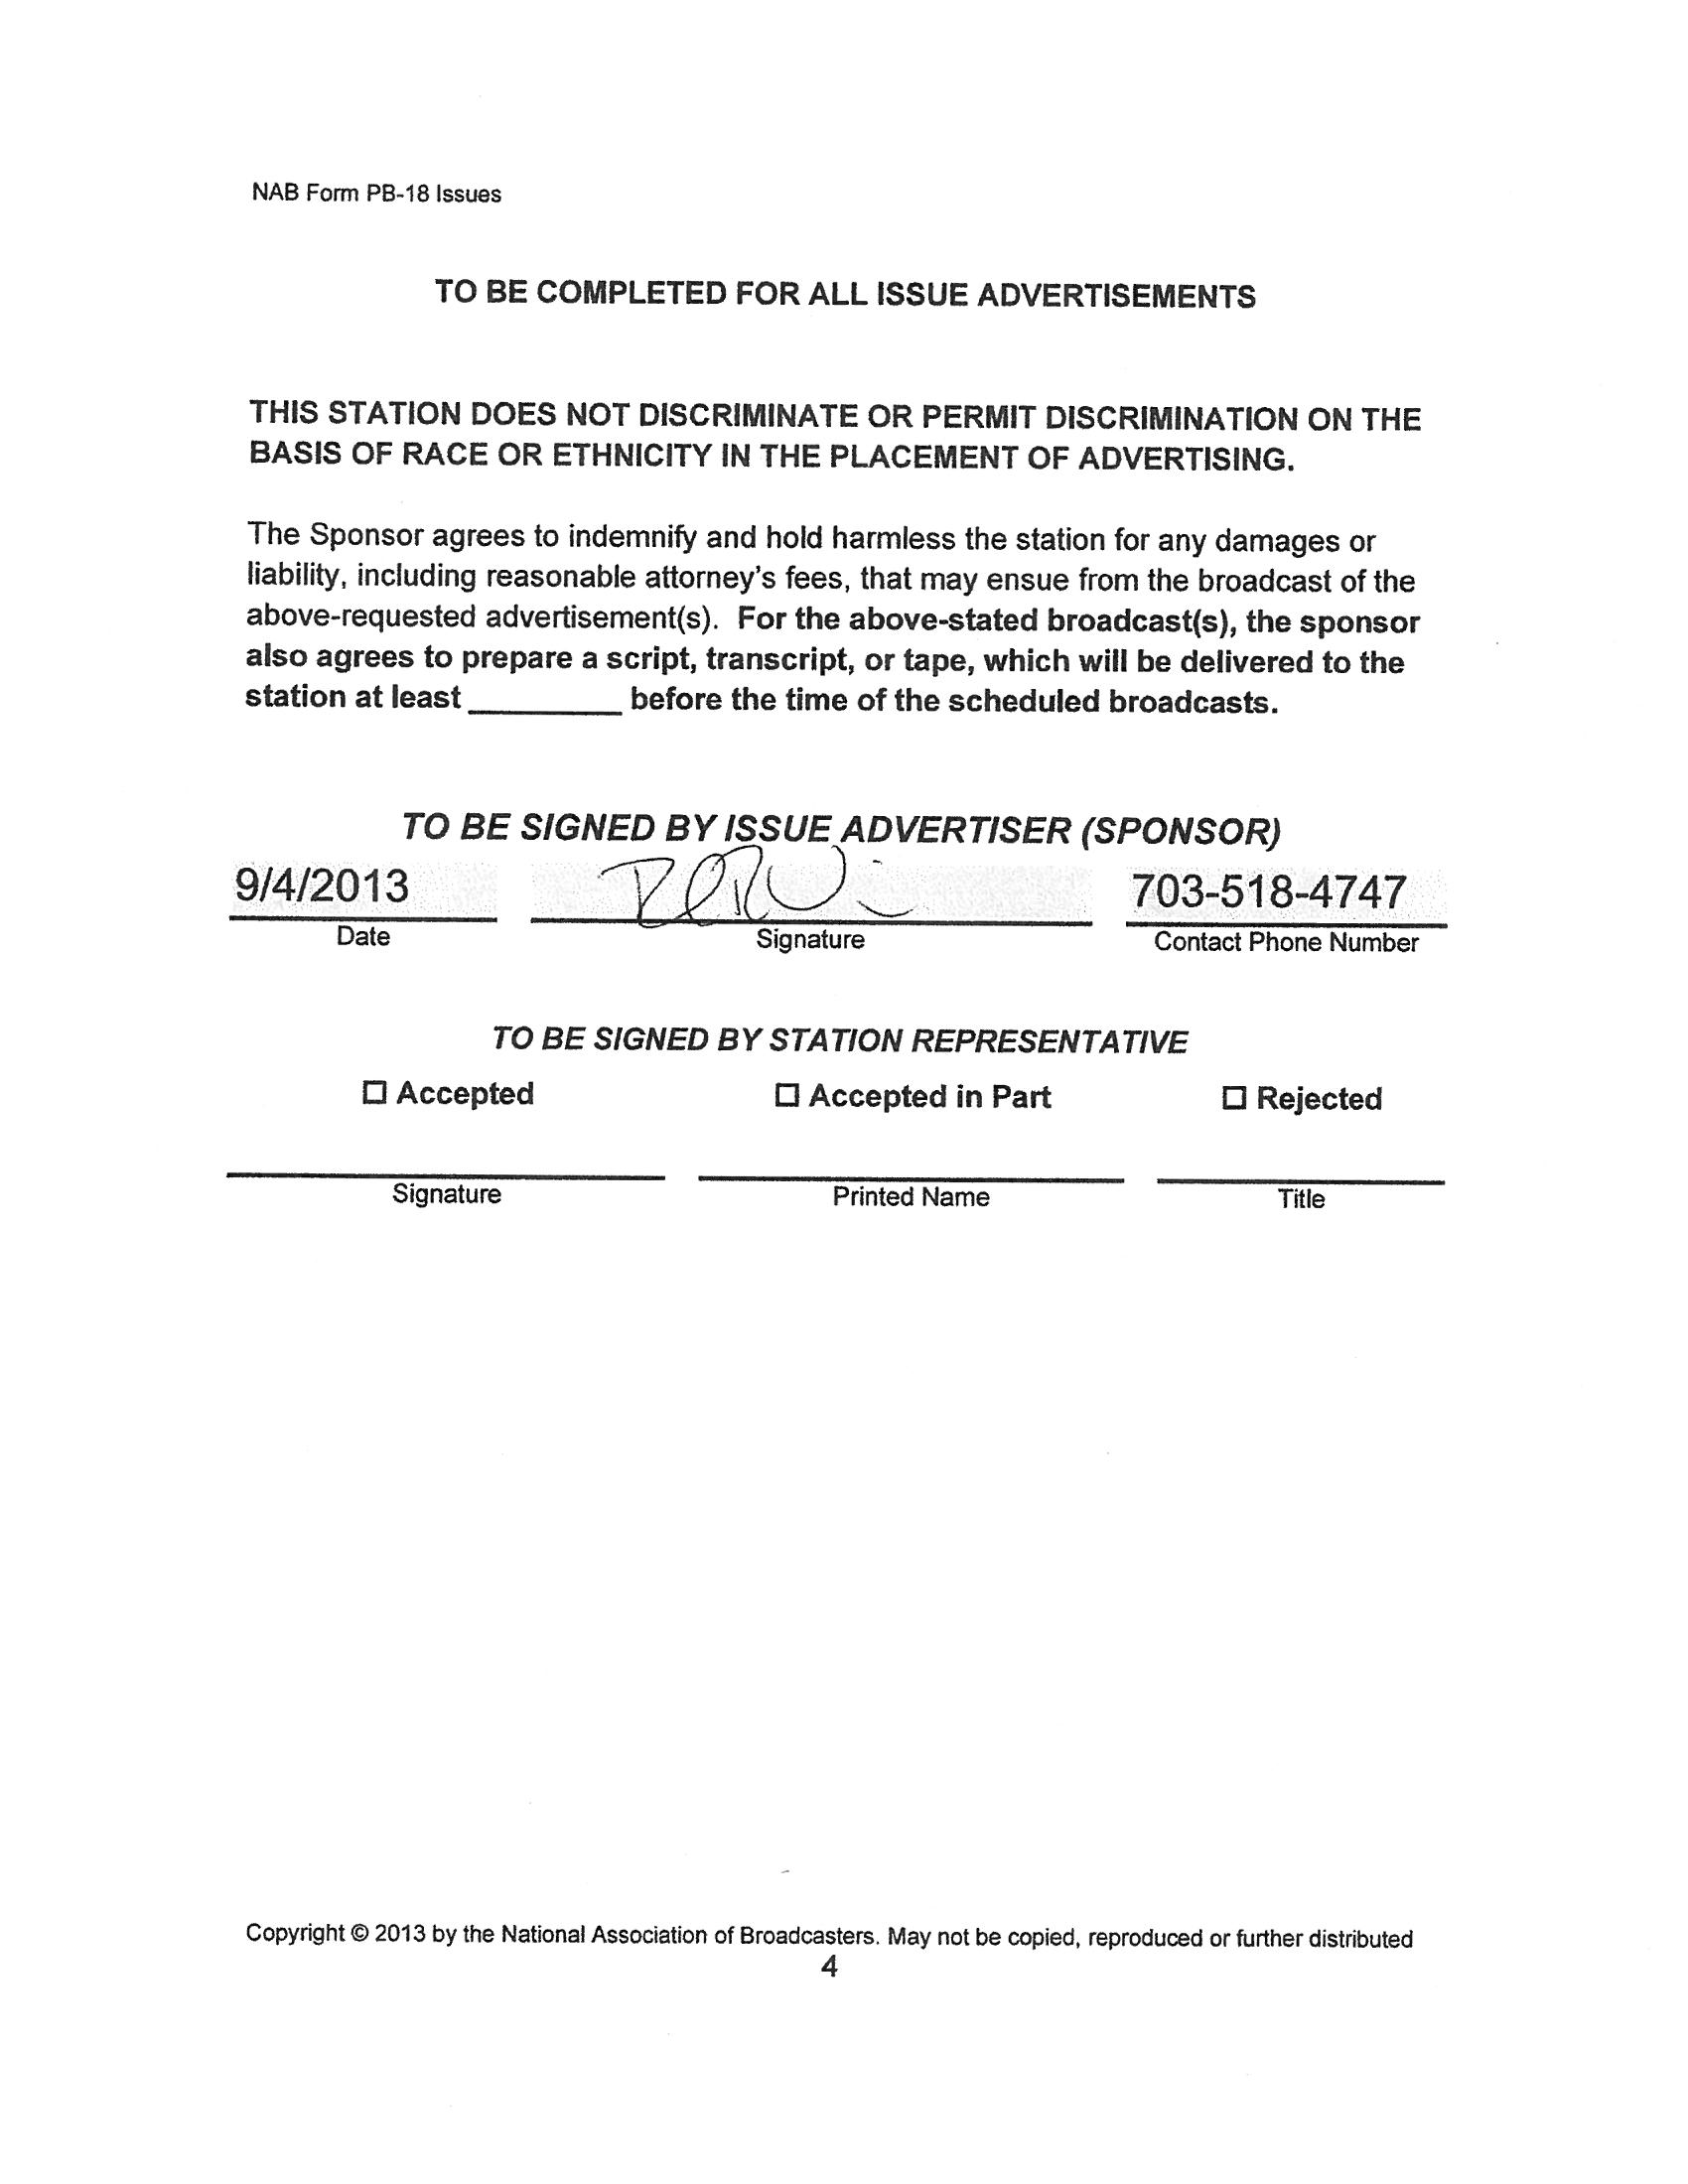 NAB Form PB-18 Issues
TO BE COMPLETED FOR ALL ISSUE ADVERTISEMENTS
THIS STATION DOES NOT DISCRIMINATE OR PERMIT DISCRIMINATION ON THE
BASIS OF RACE OR ETHNICITY IN THE PLACEMENT OF ADVERTISING.
The Sponsor agrees to indemnify and hold harmless the station for any damages or
liability, including reasonable attorney's fees, that may ensue from the broadcast of the
above-requested advertisement(s). For the above-stated broadcast(s), the sponsor
also agrees to prepare a script, transcript, or tape, which will be delivered to the
station at least __________ before the time of the scheduled broadcasts.
TO BE SIGNED BY ISSUE ADVERTISER (SPONSOR)
9/4/2013 703-518-4747
Date Signature Contact Phone Number
TO BE SIGNED BY STATION REPRESENTATIVE
☐ Accepted ☐ Accepted in Part ☐ Rejected
Signature Printed Name Title
Copyright © 2013 by the National Association of Broadcasters. May not be copied, reproduced or further distributed
4